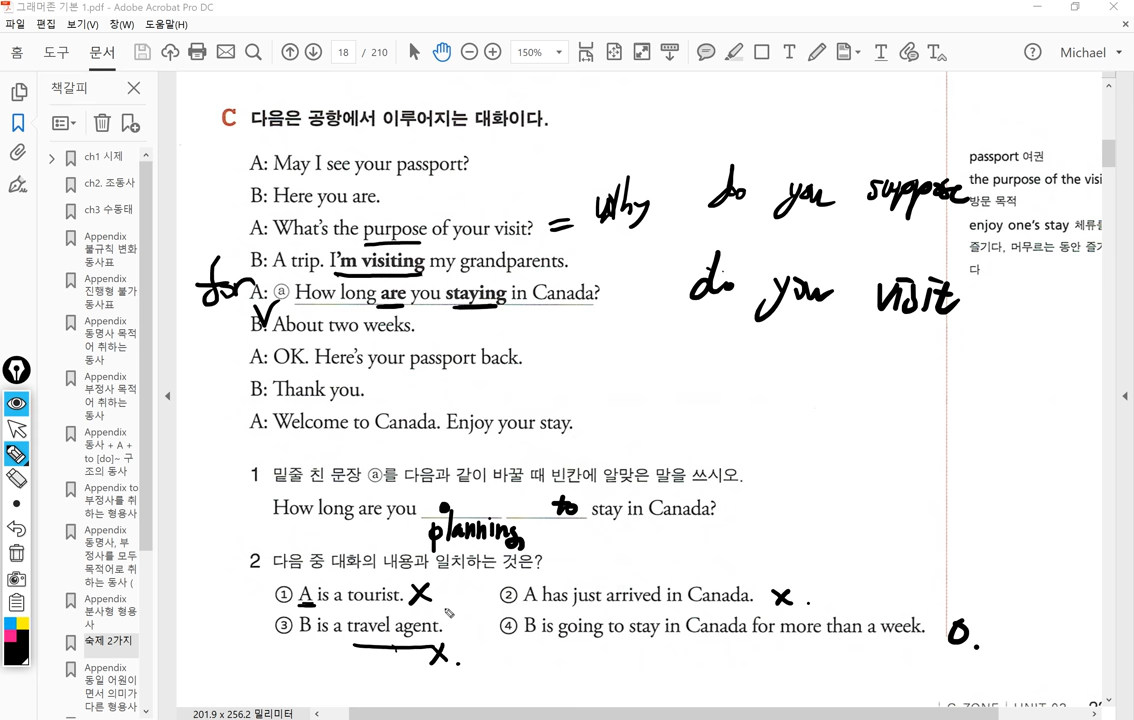 그래머존 기본 1.pdf - Adobe Acrobat Pro DC
파일 편집 보기(V) 창(W) 도움말(H)
홈 도구 문서 18 / 210 150% Michael
책갈피
ch1 시제
ch2. 조동사
ch3 수동태
Appendix
불규칙 변화
동사표
Appendix
진행형 불가
동사표
Appendix
동명사 목적
어 취하는
동사
Appendix
부정사 목적
어 취하는
동사
Appendix
동사 + A +
to [do]~ 구
조의 동사
Appendix to
부정사를 취
하는 형용사
Appendix
동명사, 부
정사를 모두
목적어로 취
하는 동사 (
Appendix
분사형 형용
사
숙제 2가지
Appendix
동일 어원이
면서 의미가
다른 형용사
C 다음은 공항에서 이루어지는 대화이다.
A: May I see your passport?
B: Here you are.
A: What's the purpose of your visit? = Why do you suppose
B: A trip. I'm visiting my grandparents.
for
A: ⓐ How long are you staying in Canada? do you visit
B: About two weeks.
A: OK. Here's your passport back.
B: Thank you.
A: Welcome to Canada. Enjoy your stay.
passport 여권
the purpose of the visi
방문 목적
enjoy one's stay 체류를
즐기다, 머무르는 동안 즐거
다
1 밑줄 친 문장 ⓐ를 다음과 같이 바꿀 때 빈칸에 알맞은 말을 쓰시오.
How long are you planning to stay in Canada?
2 다음 중 대화의 내용과 일치하는 것은?
① A is a tourist. X ② A has just arrived in Canada. x.
③ B is a travel agent. x. ④ B is going to stay in Canada for more than a week. O.
201.9 x 256.2 밀리미터